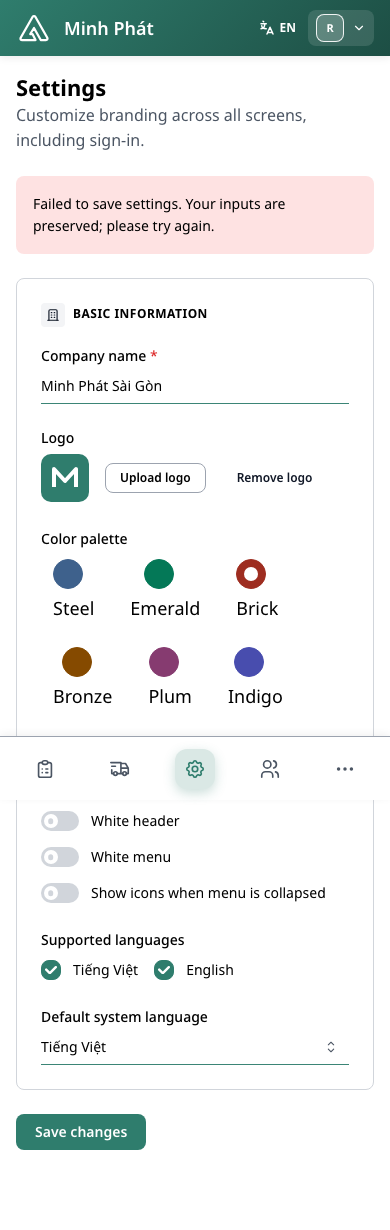 Minh Phát
EN
R
Settings
Customize branding across all screens,
including sign-in.
Failed to save settings. Your inputs are
preserved; please try again.
BASIC INFORMATION
Company name *
Minh Phát Sài Gòn
Logo
M
Upload logo
Remove logo
Color palette
Steel
Emerald
Brick
Bronze
Plum
Indigo
White header
White menu
Show icons when menu is collapsed
Supported languages
Tiếng Việt
English
Default system language
Tiếng Việt
Save changes